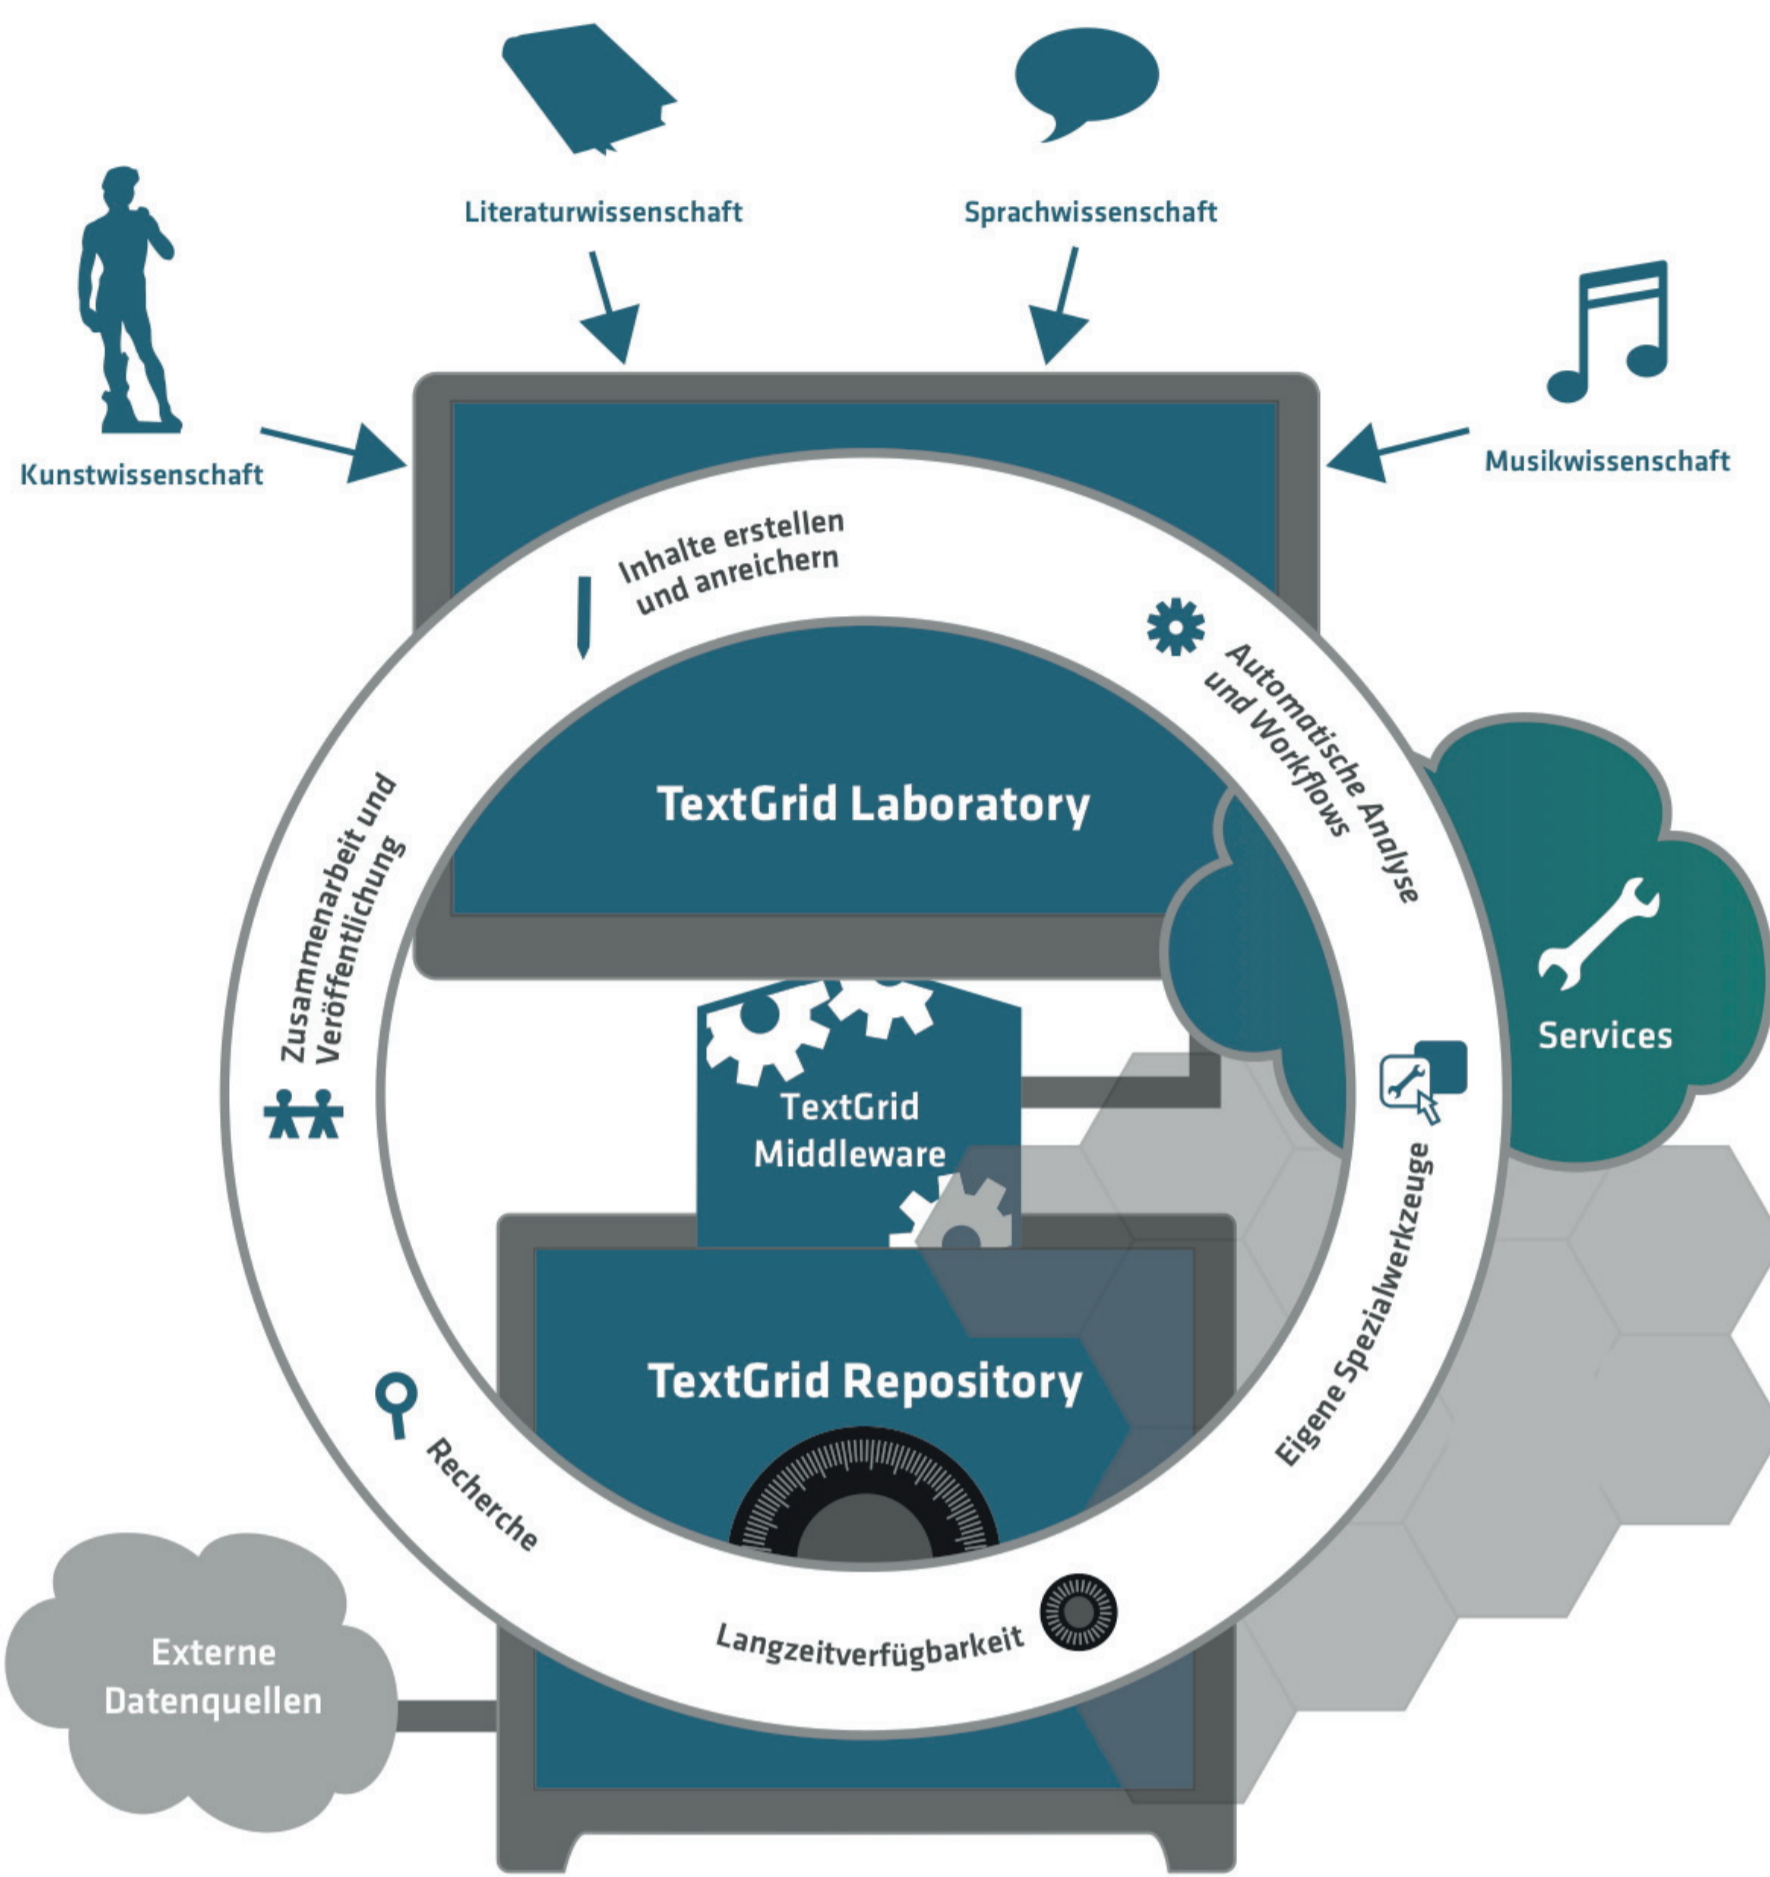 Literaturwissenschaft
Sprachwissenschaft
Kunstwissenschaft
Musikwissenschaft
Inhalte erstellen
und anreichern
Automatische Analyse
und Workflows
Zusammenarbeit und
Veröffentlichung
TextGrid Laboratory
Services
TextGrid
Middleware
Eigene Spezialwerkzeuge
TextGrid Repository
Recherche
Langzeitverfügbarkeit
Externe
Datenquellen